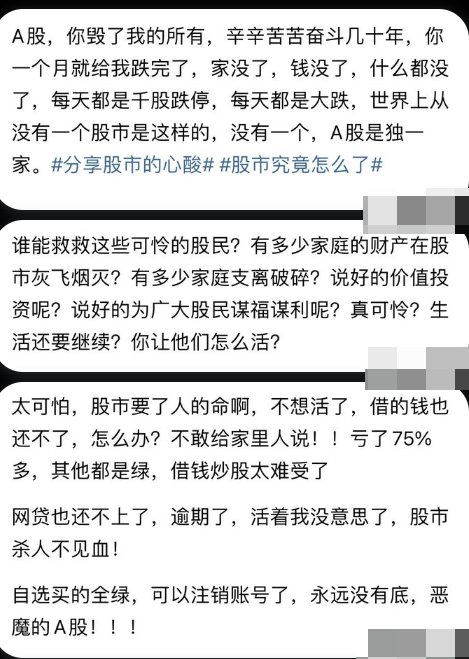 A股，你毁了我的所有，辛辛苦苦奋斗几十年，你
一个月就给我跌完了，家没了，钱没了，什么都没
了，每天都是千股跌停，每天都是大跌，世界上从
没有一个股市是这样的，没有一个，A股是独一
家。#分享股市的心酸# #股市究竟怎么了#
谁能救救这些可怜的股民？有多少家庭的财产在股
市灰飞烟灭？有多少家庭支离破碎？说好的价值投
资呢？说好的为广大股民谋福谋利呢？真可怜？生
活还要继续？你让他们怎么活？
太可怕，股市要了人的命啊，不想活了，借的钱也
还不了，怎么办？不敢给家里人说！！亏了75%
多，其他都是绿，借钱炒股太难受了
网贷也还不上了，逾期了，活着我没意思了，股市
杀人不见血！
自选买的全绿，可以注销账号了，永远没有底，恶
魔的A股！！！